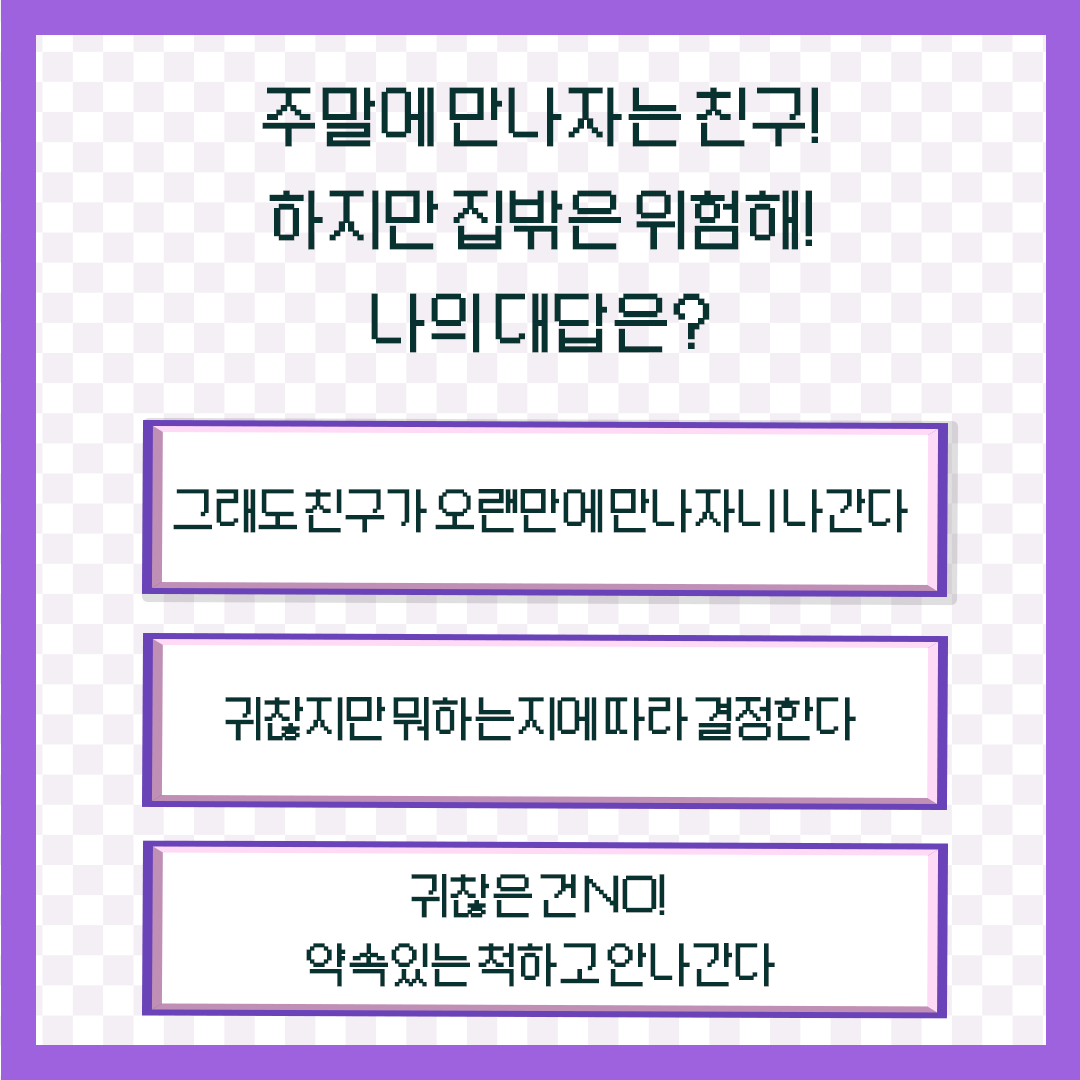 주말에 만나자는 친구!
하지만 집밖은 위험해!
나의 대답은?
그래도 친구가 오랜만에 만나자니 나간다
귀찮지만 뭐하는지에 따라 결정한다
귀찮은 건 NO!
약속있는 척하고 안나간다